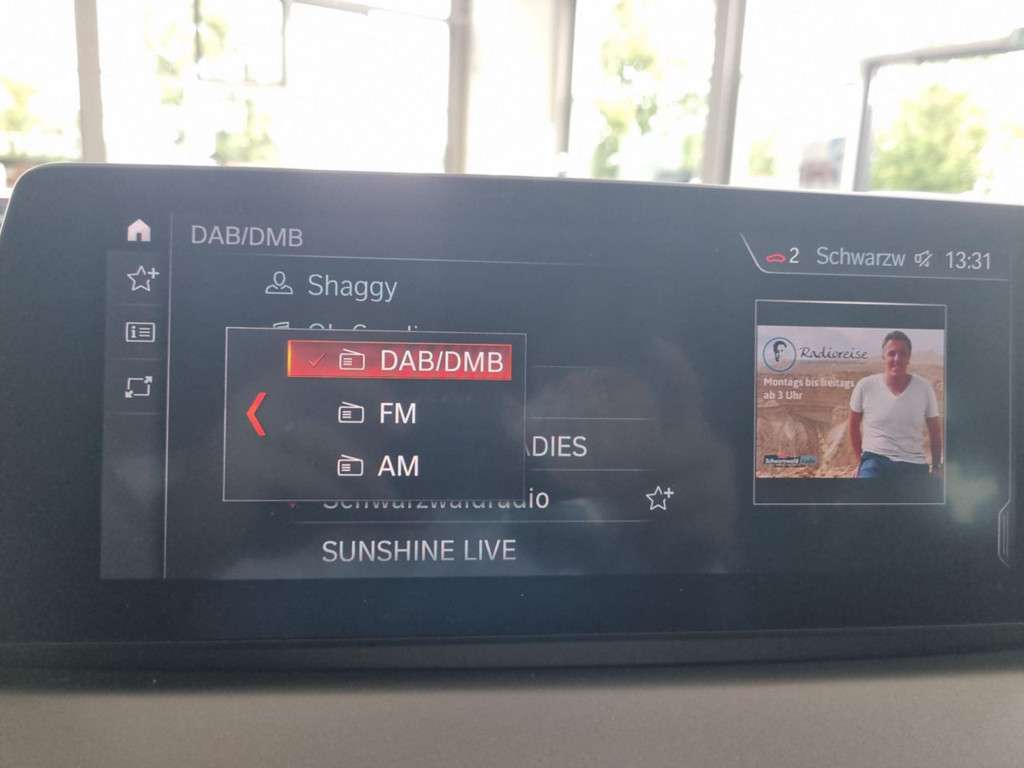 DAB/DMB
2 Schwarzw 13:31
Shaggy
DAB/DMB
FM
AM
Schwarzwaldradio
SUNSHINE LIVE
Radioreise
Montags bis freitags
ab 3 Uhr